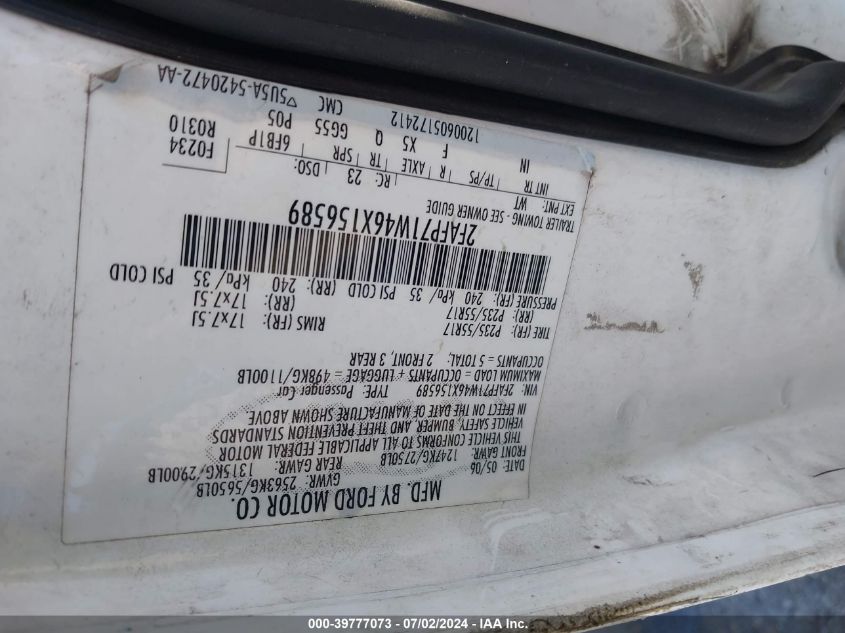 MFD. BY FORD MOTOR CO.
DATE: 05/06
GVWR: 2563KG/5650LB
FRONT GAWR: 1247KG/2750LB
REAR GAWR: 1315KG/2900LB
THIS VEHICLE CONFORMS TO ALL APPLICABLE FEDERAL MOTOR
VEHICLE SAFETY, BUMPER, AND THEFT PREVENTION STANDARDS
IN EFFECT ON THE DATE OF MANUFACTURE SHOWN ABOVE
VIN: 2FAFP71W46X156589 TYPE: Passenger Car
MAXIMUM LOAD = OCCUPANTS + LUGGAGE = 498KG/1100LB
OCCUPANTS = 5 TOTAL: 2 FRONT, 3 REAR
TIRE (FR): P235/55R17 RIMS (FR): 17x7.5J
(RR): P235/55R17 (RR): 17x7.5J
PRESSURE (FR): 240 kPa/ 35 PSI COLD (RR): 240 kPa/ 35 PSI COLD
2FAFP71W46X156589
TRAILER TOWING - SEE OWNER GUIDE
EXT PNT: WT RC: 23 DSO: F0234
INT TR TP/PS R AXLE TR SPR 6FB1P R0310
IN F X5 Q GG55 P05
1200605172412 CMC ▽5U5A-5420472-AA
000-39777073 / 07/02/2024 - IAA Inc.